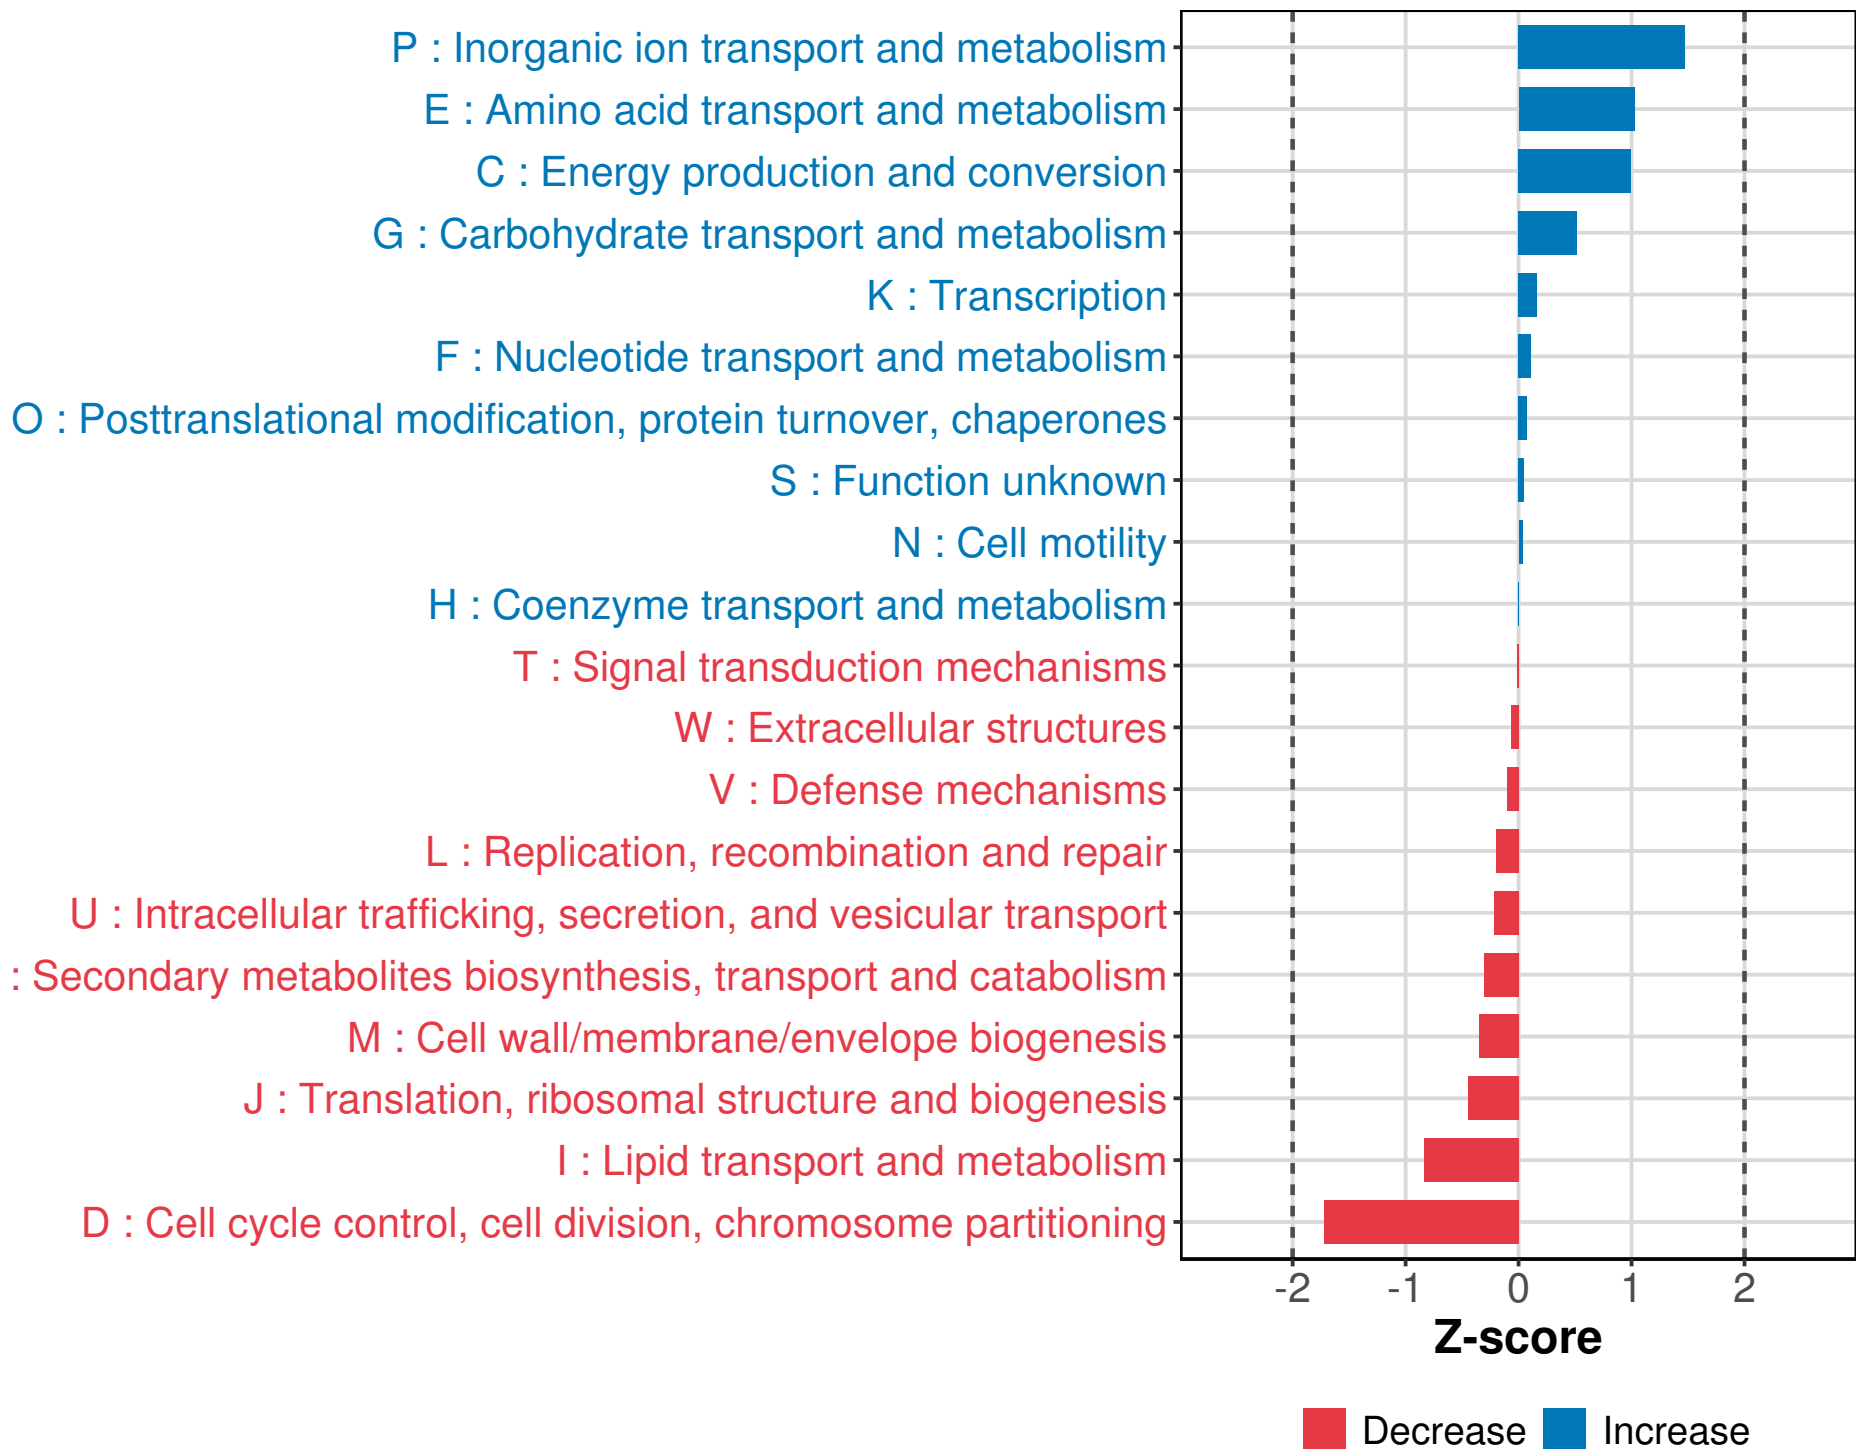 P : Inorganic ion transport and metabolism
E : Amino acid transport and metabolism
C : Energy production and conversion
G : Carbohydrate transport and metabolism
K : Transcription
F : Nucleotide transport and metabolism
O : Posttranslational modification, protein turnover, chaperones
S : Function unknown
N : Cell motility
H : Coenzyme transport and metabolism
T : Signal transduction mechanisms
W : Extracellular structures
V : Defense mechanisms
L : Replication, recombination and repair
U : Intracellular trafficking, secretion, and vesicular transport
: Secondary metabolites biosynthesis, transport and catabolism
M : Cell wall/membrane/envelope biogenesis
J : Translation, ribosomal structure and biogenesis
I : Lipid transport and metabolism
D : Cell cycle control, cell division, chromosome partitioning
-2 -1 0 1 2
Z-score
Decrease Increase